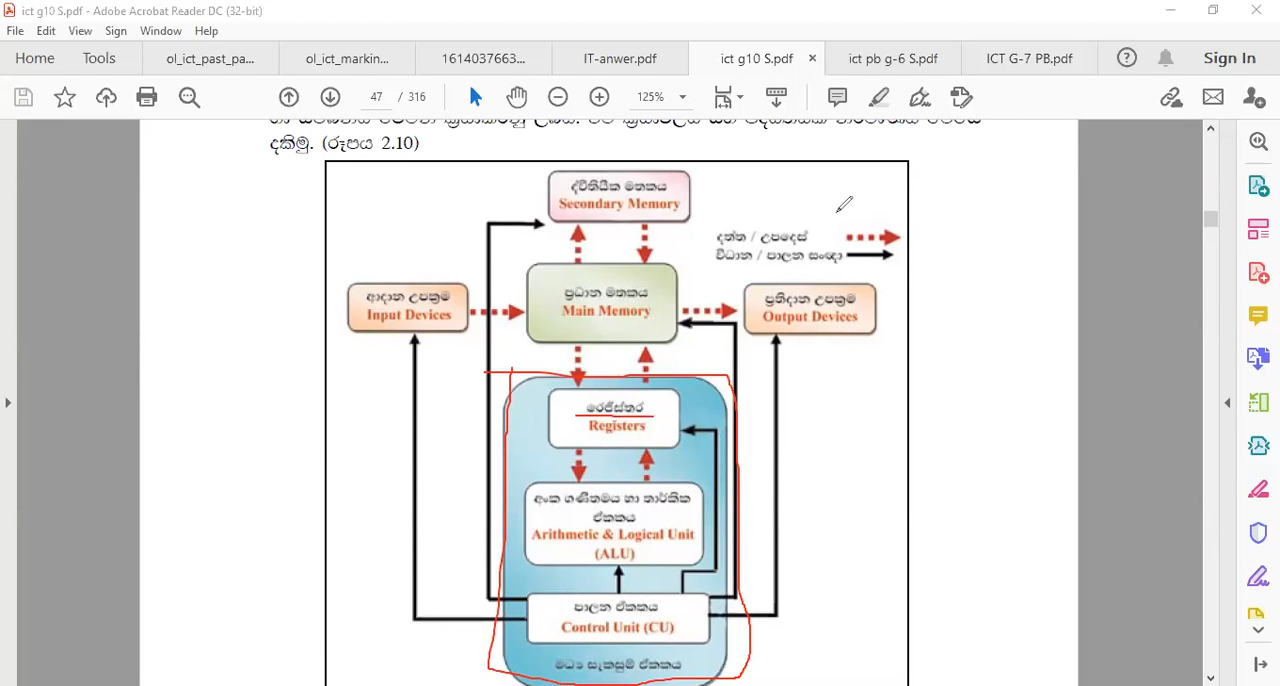 ict g10 S.pdf - Adobe Acrobat Reader DC (32-bit)
File Edit View Sign Window Help
Home Tools ol_ict_past_pa... ol_ict_markin... 1614037663... IT-anwer.pdf ict g10 S.pdf × ict pb g-6 S.pdf ICT G-7 PB.pdf Sign In
47 / 316 125%
දකිමු. (රූපය 2.10)
ද්විතීයික මතකය
Secondary Memory
දත්ත / උපදෙස්
විධාන / පාලන සංඥා
ආදාන උපක්‍රම
Input Devices
ප්‍රධාන මතකය
Main Memory
ප්‍රතිදාන උපක්‍රම
Output Devices
රෙජිස්තර
Registers
අංක ගණිතමය හා තාර්කික
ඒකකය
Arithmetic & Logical Unit
(ALU)
පාලන ඒකකය
Control Unit (CU)
මධ්‍ය සැකසුම් ඒකකය